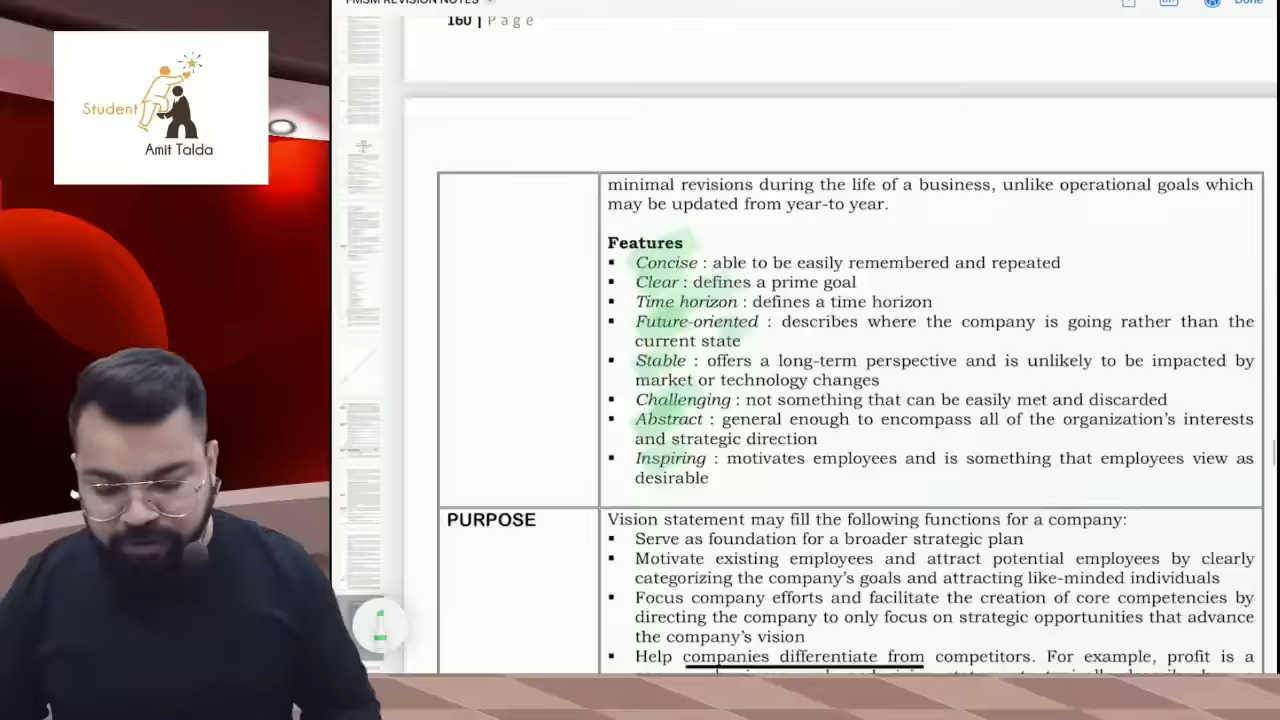 FMSM REVISION NOTES
Done
160 | P a g e
Student
Amit Talda
minimal revisions during the life of a business, unlike operational goals which
may be updated from year-to year.
Features
▪ Concise : able to be easily remembered and repeated
▪ Clear : defines a prime goal
▪ Time horizon : defines a time horizon
▪ Future-oriented : describes where the company is going rather than the
current state
▪ Stable : offers a long-term perspective and is unlikely to be impacted by
market or technology changes
▪ Challenging : not something that can be easily met and discarded
▪ Abstract : general enough to encompass all of the organization's interests
and strategic direction
▪ Inspiring : motivates employees and is something that employees view as
desirable
PURPOSE
Vision statement may fill the following functions for a company:
▪ Serve as foundation for a broader strategic plan
▪ Motivate existing employees and attract potential employees by clearly
categorizing the company's goals and attracting like-minded individuals
▪ Focus company efforts and facilitate the creation of core competencies by
directing the company to only focus on strategic opportunities that advance
the company's vision
▪ Help companies differentiate from competitors. For example, profit is a